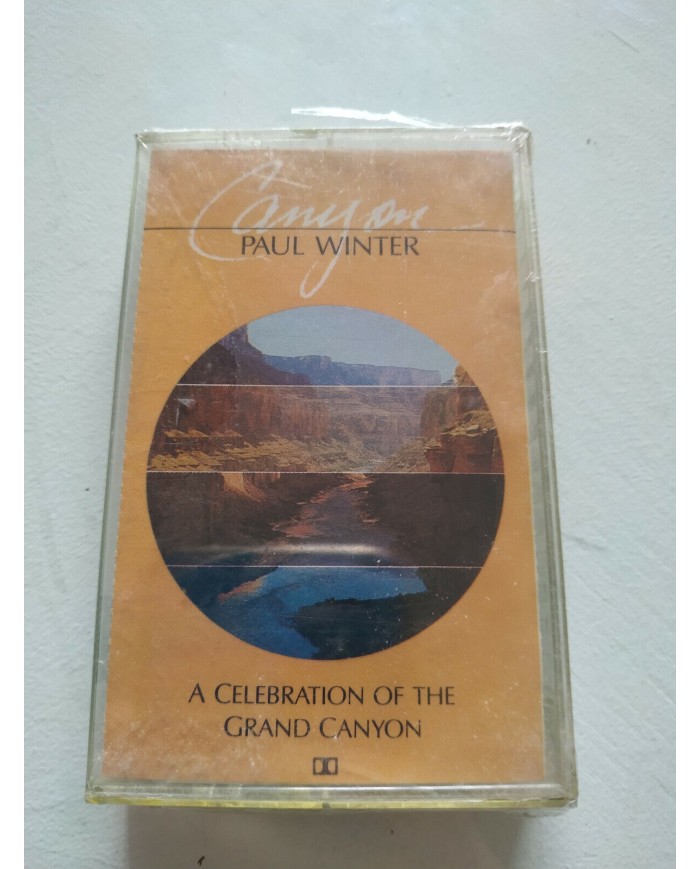 Canyon
PAUL WINTER
A CELEBRATION OF THE
GRAND CANYON